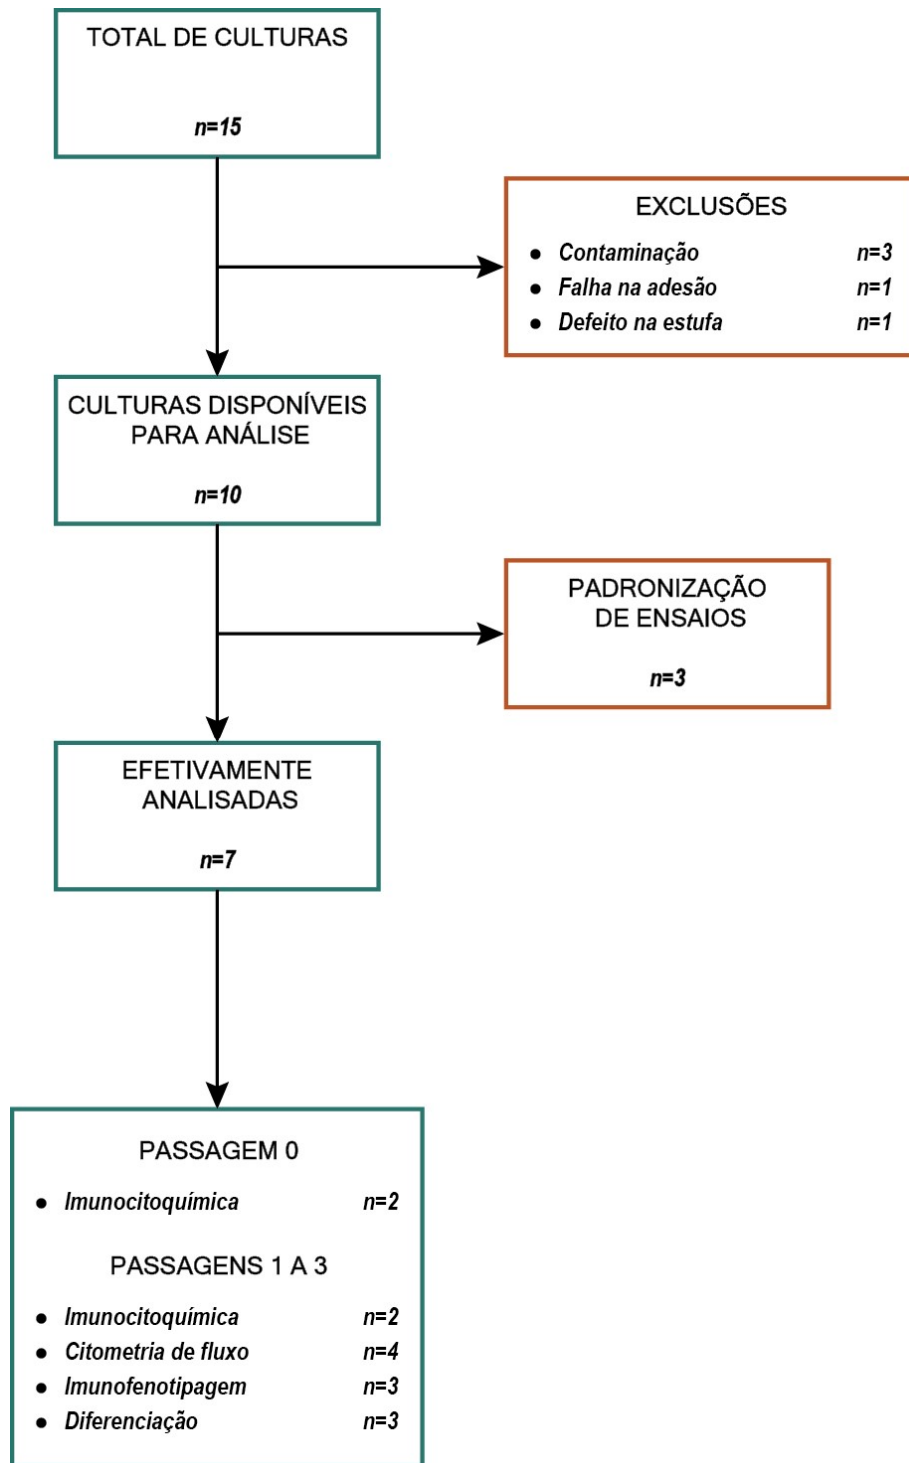 TOTAL DE CULTURAS
n=15
EXCLUSÕES
● Contaminação n=3
● Falha na adesão n=1
● Defeito na estufa n=1
CULTURAS DISPONÍVEIS
PARA ANÁLISE
n=10
PADRONIZAÇÃO
DE ENSAIOS
n=3
EFETIVAMENTE
ANALISADAS
n=7
PASSAGEM 0
● Imunocitoquímica n=2
PASSAGENS 1 A 3
● Imunocitoquímica n=2
● Citometria de fluxo n=4
● Imunofenotipagem n=3
● Diferenciação n=3